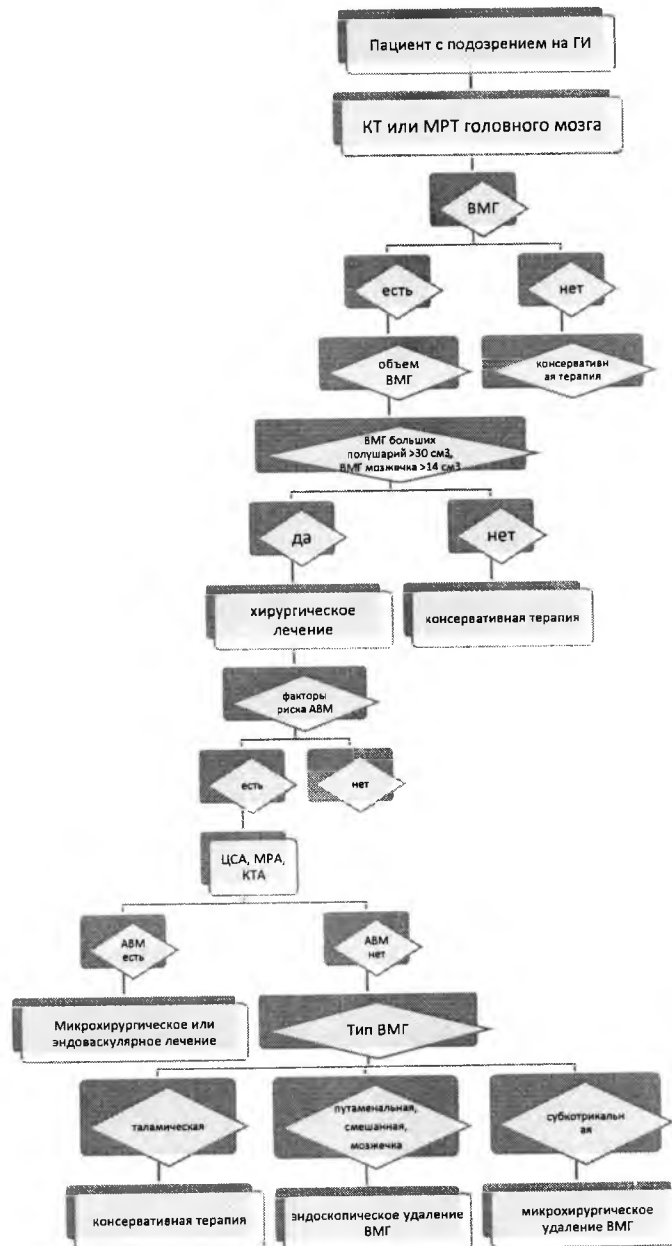 Пациент с подозрением на ГИ
КТ или МРТ головного мозга
ВМГ
есть
нет
объем
ВМГ
консервативн
ая терапия
ВМГ больших
полушарий >30 см3,
ВМГ мозжечка >14 см3
да
нет
хирургическое
лечение
консервативная терапия
факторы
риска АВМ
есть
нет
ЦСА, МРА,
КТА
АВМ
есть
АВМ
нет
Микрохирургическое или
эндоваскулярное лечение
Тип ВМГ
таламическая
путаменальная,
смешанная,
мозжечка
субкотрикальн
ая
консервативная терапия
эндоскопическое удаление
ВМГ
микрохирургическое
удаление ВМГ